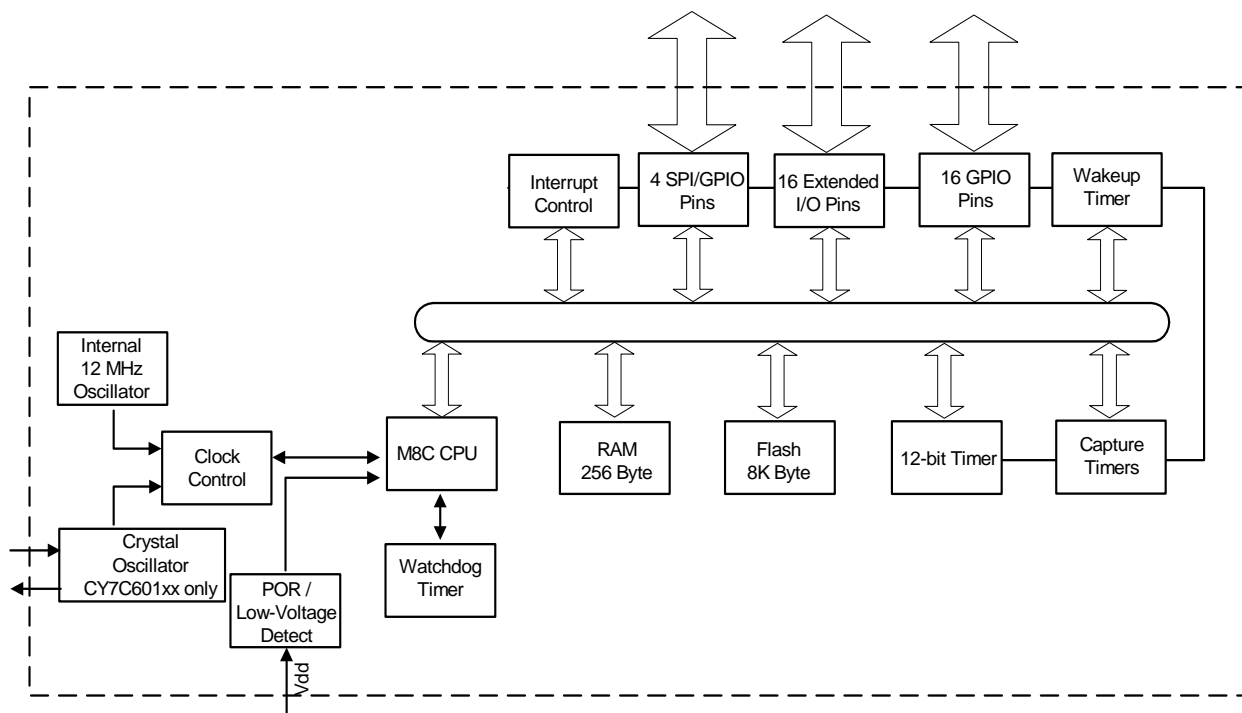 Interrupt
Control
4 SPI/GPIO
Pins
16 Extended
I/O Pins
16 GPIO
Pins
Wakeup
Timer
Internal
12 MHz
Oscillator
Clock
Control
M8C CPU
RAM
256 Byte
Flash
8K Byte
12-bit Timer
Capture
Timers
Crystal
Oscillator
CY7C601xx only
POR /
Low-Voltage
Detect
Watchdog
Timer
Vdd